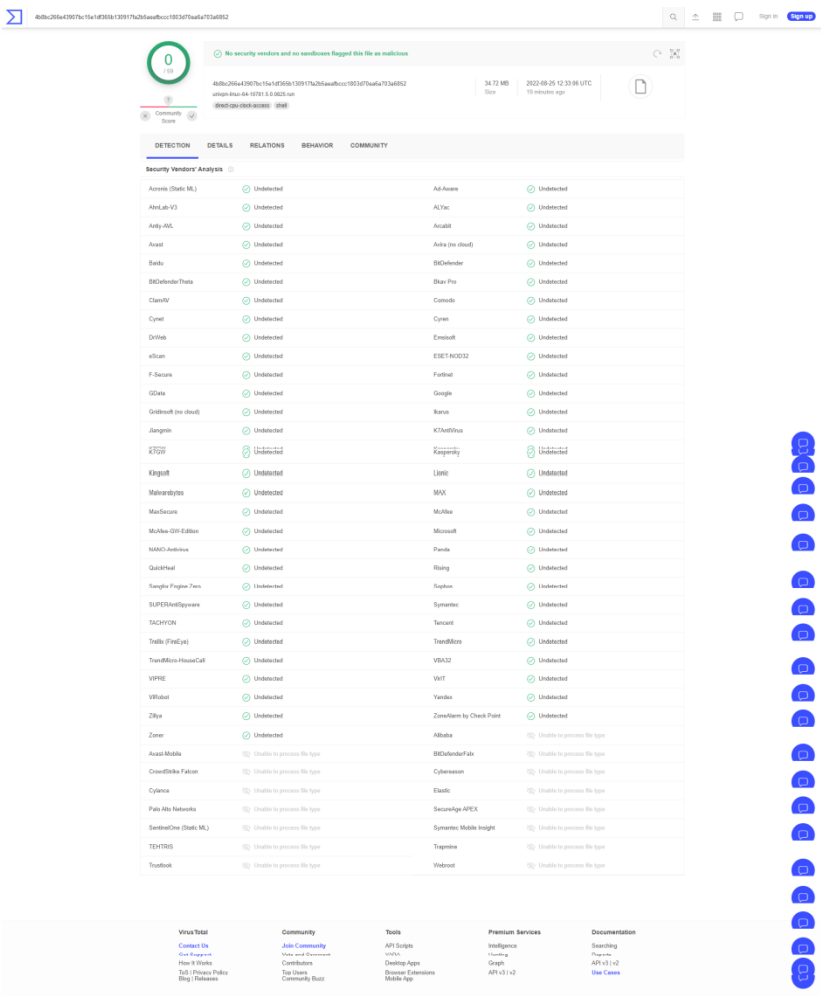 Sign in Sign up
0
/ 59
No security vendors and no sandboxes flagged this file as malicious
34.72 MB
Size
2022-08-25 12:33:06 UTC
19 minutes ago
direct-cpu-clock-access shell
?
Community
Score
DETECTION DETAILS RELATIONS BEHAVIOR COMMUNITY
Security Vendors' Analysis
Acronis (Static ML) Undetected Ad-Aware Undetected
AhnLab-V3 Undetected ALYac Undetected
Antiy-AVL Undetected Arcabit Undetected
Avast Undetected Avira (no cloud) Undetected
Baidu Undetected BitDefender Undetected
BitDefenderTheta Undetected Bkav Pro Undetected
ClamAV Undetected Comodo Undetected
Cynet Undetected Cyren Undetected
DrWeb Undetected Emsisoft Undetected
eScan Undetected ESET-NOD32 Undetected
F-Secure Undetected Fortinet Undetected
GData Undetected Google Undetected
Gridinsoft (no cloud) Undetected Ikarus Undetected
Jiangmin Undetected K7AntiVirus Undetected
K7GW Undetected Kaspersky Undetected
Kingsoft Undetected Lionic Undetected
Malwarebytes Undetected MAX Undetected
MaxSecure Undetected McAfee Undetected
McAfee-GW-Edition Undetected Microsoft Undetected
NANO-Antivirus Undetected Panda Undetected
QuickHeal Undetected Rising Undetected
Sangfor Engine Zero Undetected Sophos Undetected
SUPERAntiSpyware Undetected Symantec Undetected
TACHYON Undetected Tencent Undetected
Trellix (FireEye) Undetected TrendMicro Undetected
TrendMicro-HouseCall Undetected VBA32 Undetected
VIPRE Undetected VirIT Undetected
ViRobot Undetected Yandex Undetected
Zillya Undetected ZoneAlarm by Check Point Undetected
Zoner Undetected Alibaba Unable to process file type
Avast-Mobile Unable to process file type BitDefenderFalx Unable to process file type
CrowdStrike Falcon Unable to process file type Cybereason Unable to process file type
Cylance Unable to process file type Elastic Unable to process file type
Palo Alto Networks Unable to process file type SecureAge APEX Unable to process file type
SentinelOne (Static ML) Unable to process file type Symantec Mobile Insight Unable to process file type
TEHTRIS Unable to process file type Trapmine Unable to process file type
Trustlook Unable to process file type Webroot Unable to process file type
VirusTotal Community Tools Premium Services Documentation
Contact Us Join Community API Scripts Intelligence Searching
How It Works Contributors Desktop Apps Graph API v3 | v2
ToS | Privacy Policy Top Users Browser Extensions API v3 | v2 Use Cases
Blog | Releases Community Buzz Mobile App